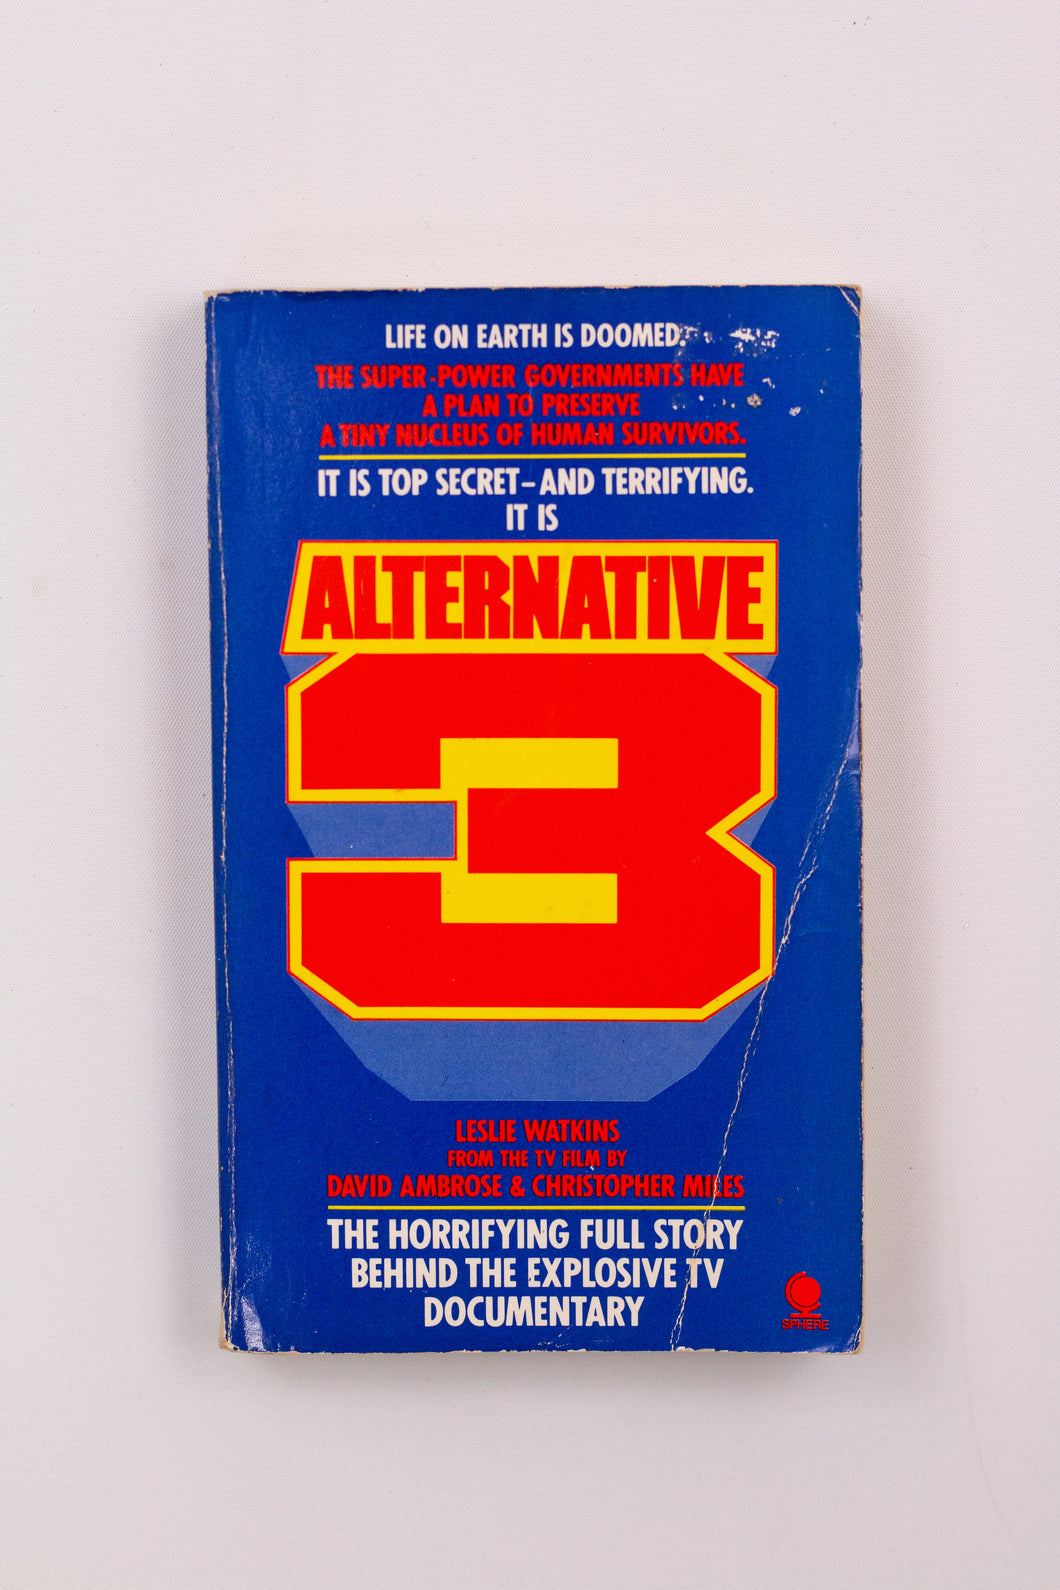 LIFE ON EARTH IS DOOMED.
THE SUPER-POWER GOVERNMENTS HAVE
A PLAN TO PRESERVE
A TINY NUCLEUS OF HUMAN SURVIVORS.
IT IS TOP SECRET-AND TERRIFYING.
IT IS
ALTERNATIVE
3
LESLIE WATKINS
FROM THE TV FILM BY
DAVID AMBROSE & CHRISTOPHER MILES
THE HORRIFYING FULL STORY
BEHIND THE EXPLOSIVE TV
DOCUMENTARY
SPHERE